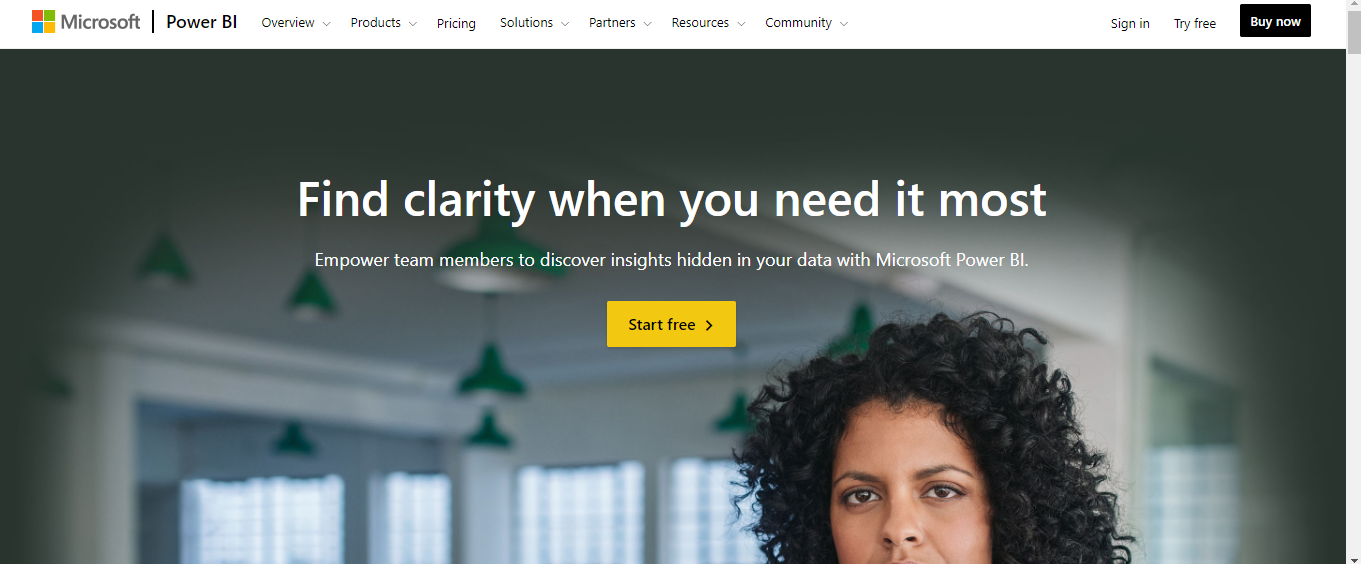 Microsoft Power BI Overview Products Pricing Solutions Partners Resources Community Sign in Try free Buy now
Find clarity when you need it most
Empower team members to discover insights hidden in your data with Microsoft Power BI.
Start free